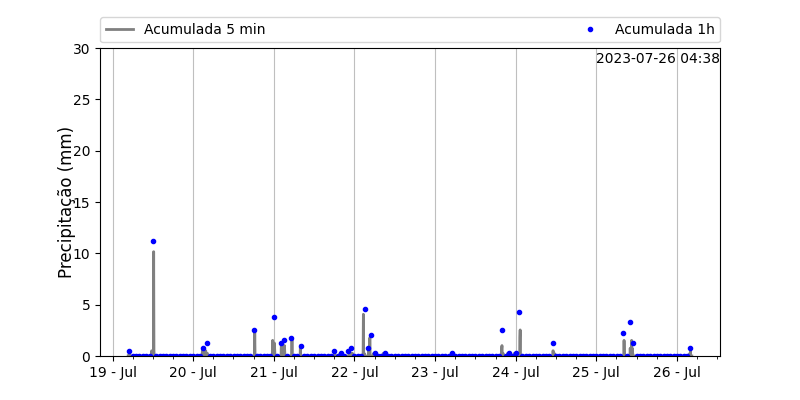 Acumulada 5 min
Acumulada 1h
2023-07-26 04:38
Precipitação (mm)
30
25
20
15
10
5
0
19 - Jul
20 - Jul
21 - Jul
22 - Jul
23 - Jul
24 - Jul
25 - Jul
26 - Jul